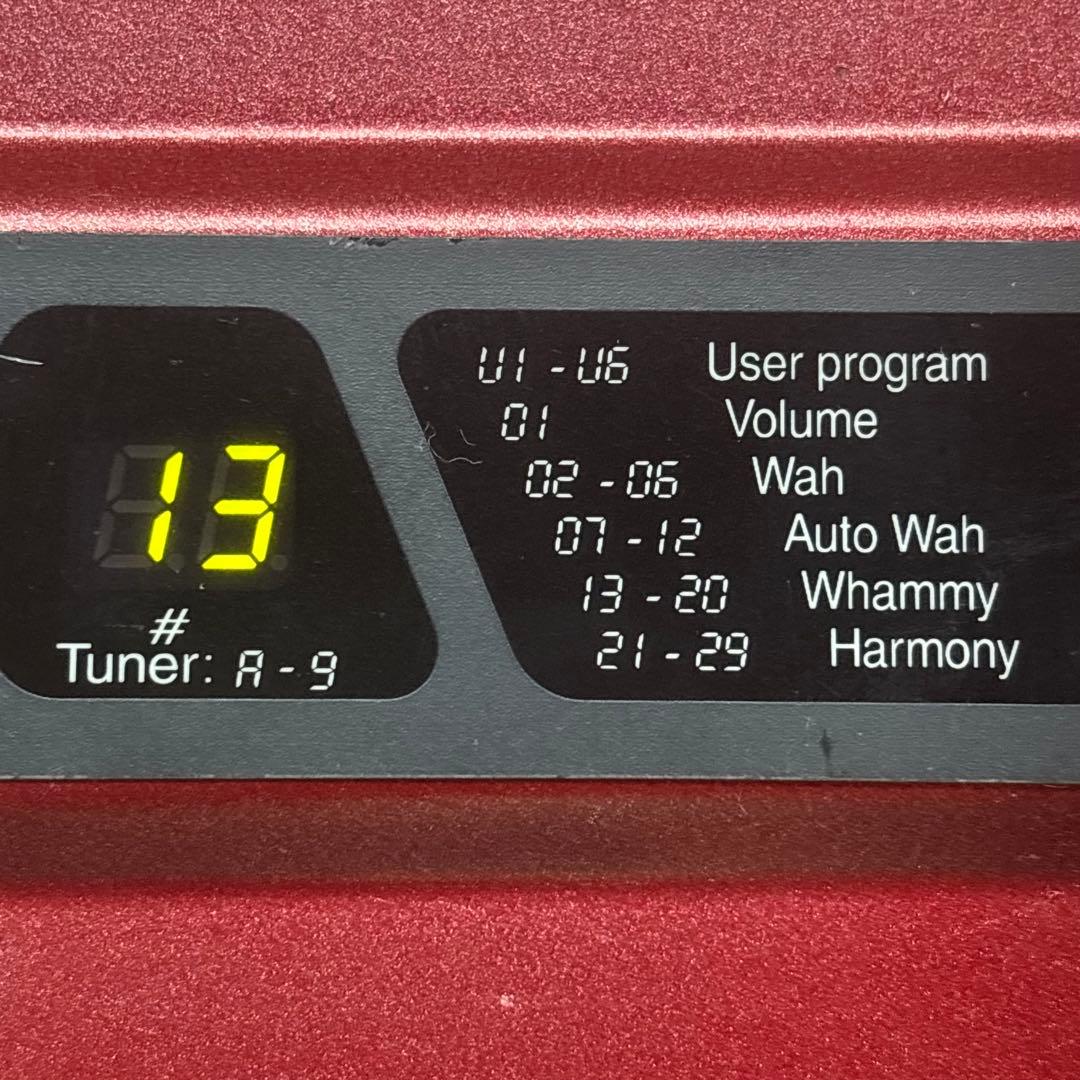 13
#
Tuner: A - 9
U1 - U6 User program
01 Volume
02 - 06 Wah
07 - 12 Auto Wah
13 - 20 Whammy
21 - 29 Harmony